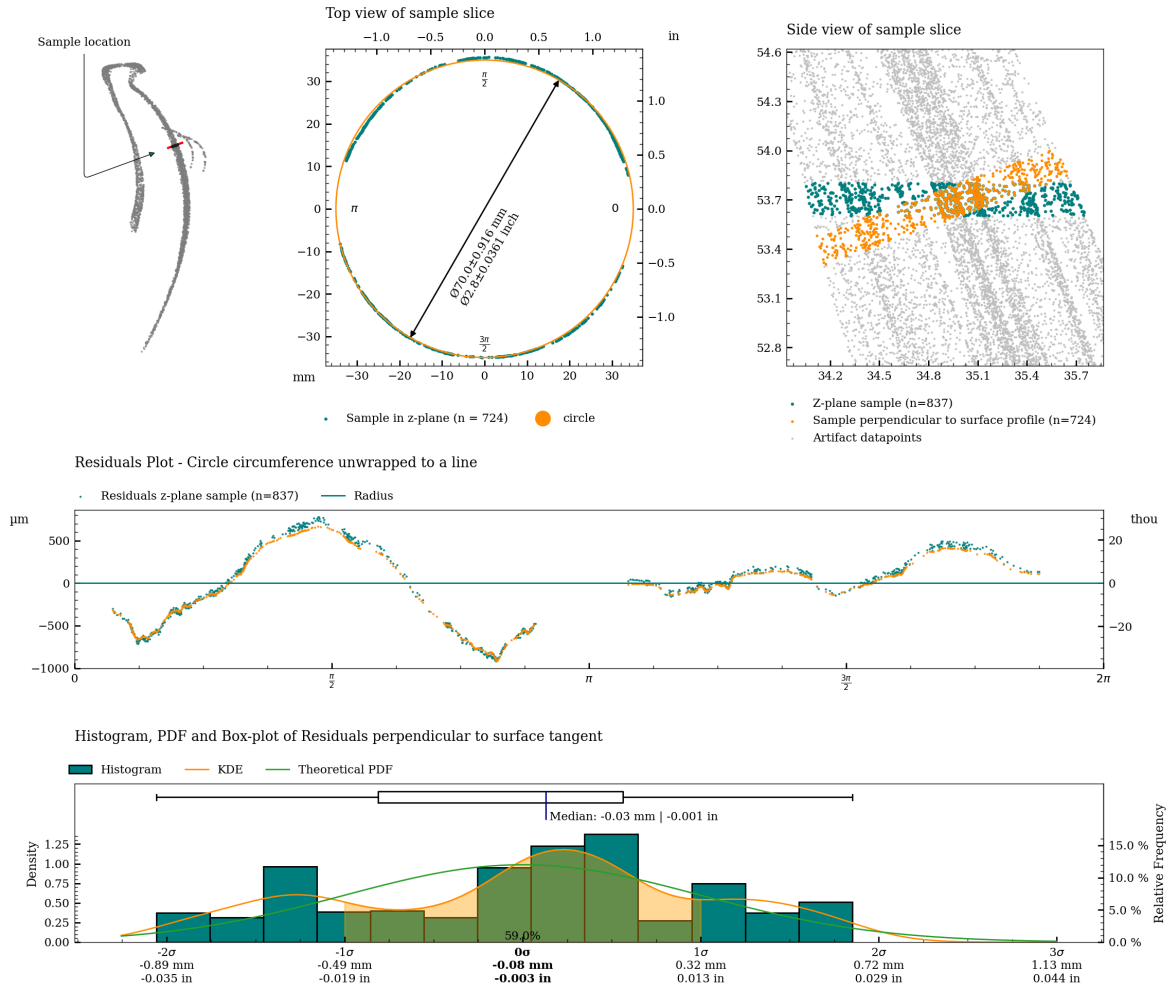 Sample location
Top view of sample slice
−1.0 −0.5 0.0 0.5 1.0 in
30
20
10
0
−10
−20
−30
mm
1.0
0.5
0.0
−0.5
−1.0
π/2
π
0
3π/2
Ø70.0±0.916 mm
Ø2.8±0.0361 inch
−30 −20 −10 0 10 20 30
Sample in z-plane (n = 724) circle
Side view of sample slice
54.6
54.3
54.0
53.7
53.4
53.1
52.8
34.2 34.5 34.8 35.1 35.4 35.7
Z-plane sample (n=837)
Sample perpendicular to surface profile (n=724)
Artifact datapoints
Residuals Plot - Circle circumference unwrapped to a line
Residuals z-plane sample (n=837) Radius
µm
thou
500
0
−500
−1000
20
0
−20
0 π/2 π 3π/2 2π
Histogram, PDF and Box-plot of Residuals perpendicular to surface tangent
Histogram KDE Theoretical PDF
Median: -0.03 mm | -0.001 in
Density
1.25
1.00
0.75
0.50
0.25
0.00
Relative Frequency
15.0 %
10.0 %
5.0 %
0.0 %
59.0%
-2σ -1σ 0σ 1σ 2σ 3σ
-0.89 mm -0.49 mm -0.08 mm 0.32 mm 0.72 mm 1.13 mm
-0.035 in -0.019 in -0.003 in 0.013 in 0.029 in 0.044 in